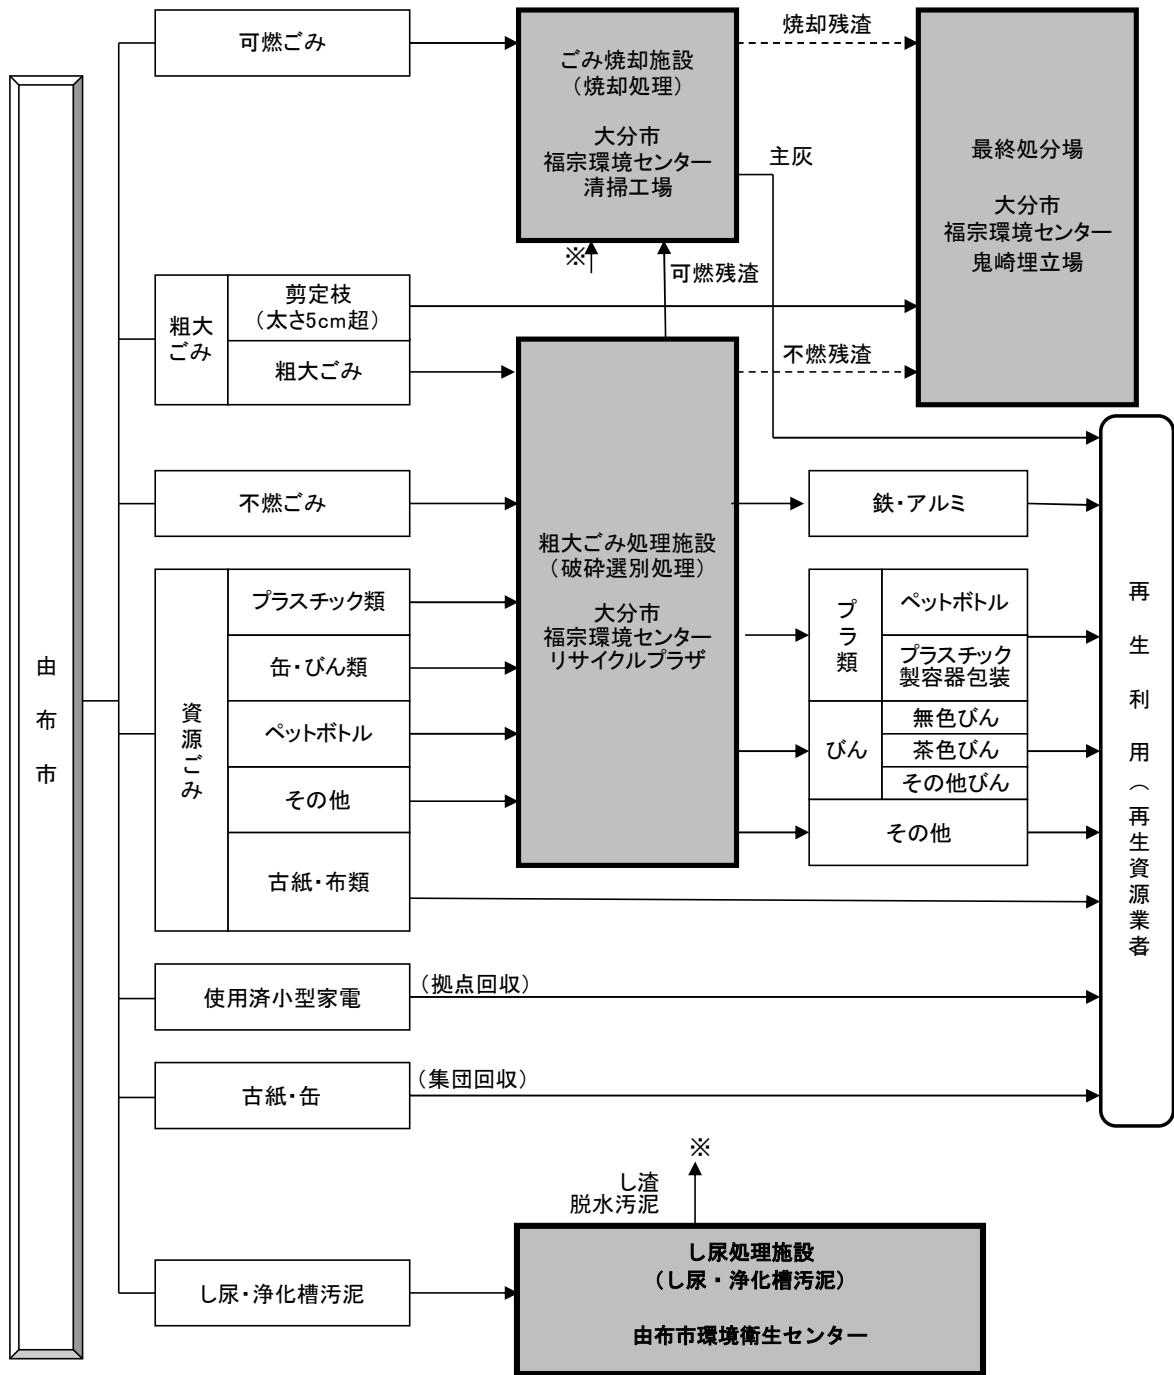 由布市
可燃ごみ
ごみ焼却施設
（焼却処理）
大分市
福宗環境センター
清掃工場
焼却残渣
主灰
最終処分場
大分市
福宗環境センター
鬼崎埋立場
※
可燃残渣
粗大
ごみ
剪定枝
（太さ5cm超）
粗大ごみ
不燃残渣
不燃ごみ
粗大ごみ処理施設
（破砕選別処理）
大分市
福宗環境センター
リサイクルプラザ
鉄・アルミ
資源ごみ
プラスチック類
缶・びん類
ペットボトル
その他
古紙・布類
プラ類
ペットボトル
プラスチック
製容器包装
びん
無色びん
茶色びん
その他びん
その他
再生利用（再生資源業者
使用済小型家電
（拠点回収）
古紙・缶
（集団回収）
※
し渣
脱水汚泥
し尿・浄化槽汚泥
し尿処理施設
（し尿・浄化槽汚泥）
由布市環境衛生センター